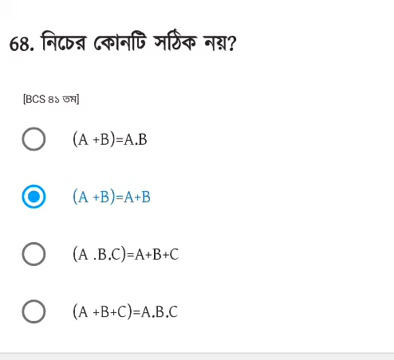 68. নিচের কোনটি সঠিক নয়?
[BCS ৪১ তম]
(A +B)=A.B
(A +B)=A+B
(A .B.C)=A+B+C
(A +B+C)=A.B.C